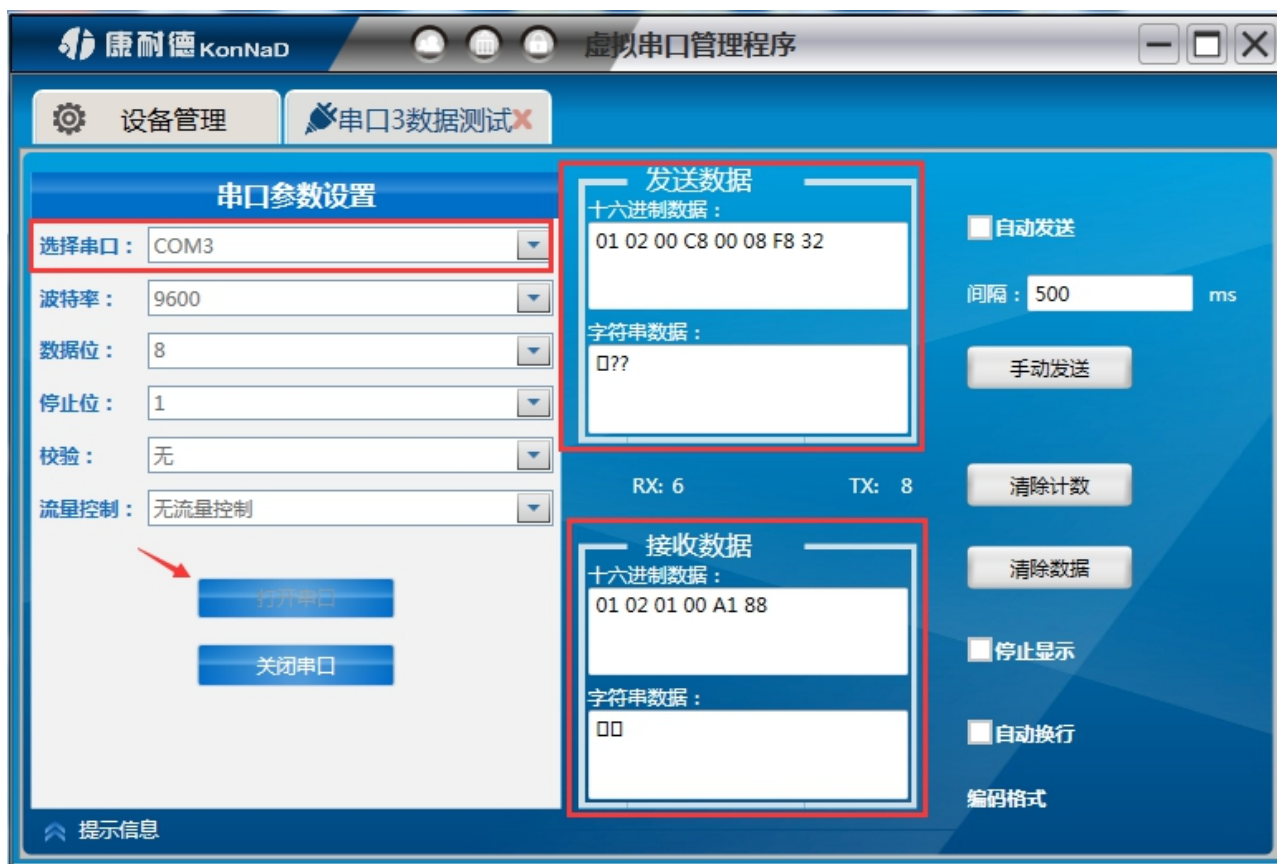 康耐德 KonNaD
虚拟串口管理程序
设备管理
串口3数据测试
串口参数设置
选择串口： COM3
波特率： 9600
数据位： 8
停止位： 1
校验： 无
流量控制： 无流量控制
打开串口
关闭串口
提示信息
发送数据
十六进制数据：
01 02 00 C8 00 08 F8 32
字符串数据：
□??
RX: 6 TX: 8
接收数据
十六进制数据：
01 02 01 00 A1 88
字符串数据：
□□
自动发送
间隔： 500 ms
手动发送
清除计数
清除数据
停止显示
自动换行
编码格式